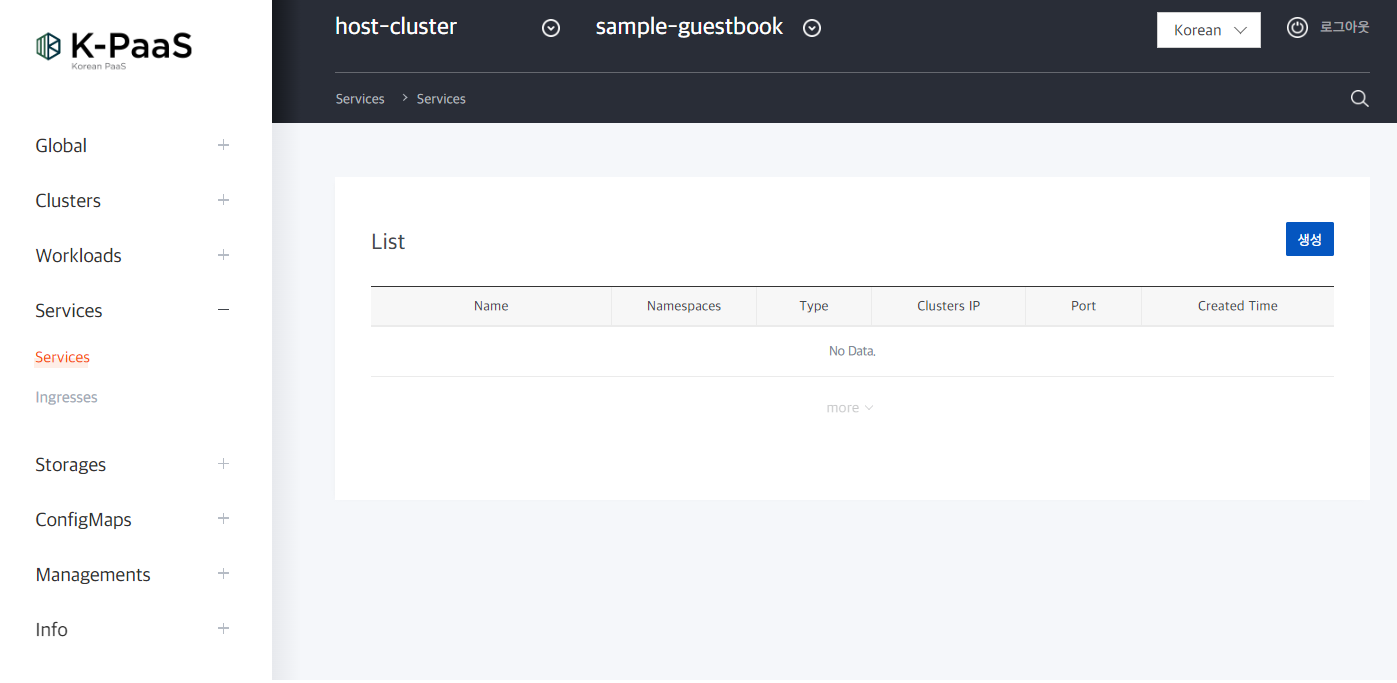 K-PaaS
Korean PaaS
Global
Clusters
Workloads
Services
Services
Ingresses
Storages
ConfigMaps
Managements
Info
host-cluster
sample-guestbook
Korean
로그아웃
Services > Services
List
생성
Name Namespaces Type Clusters IP Port Created Time
No Data.
more